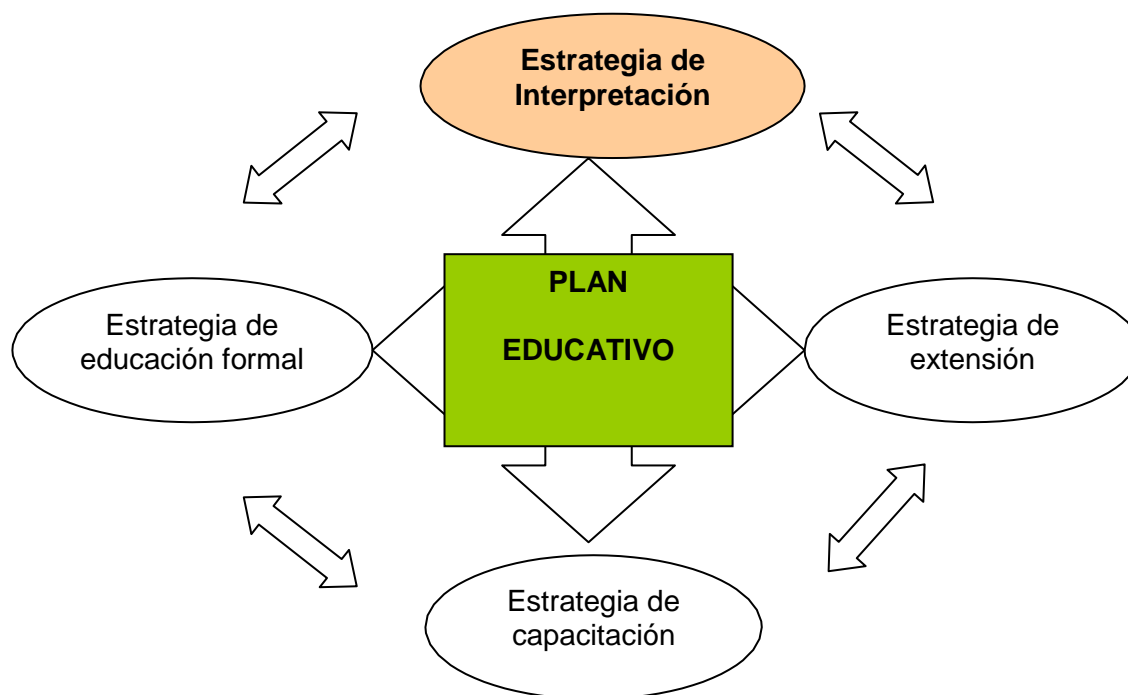 Estrategia de
Interpretación
PLAN
EDUCATIVO
Estrategia de
educación formal
Estrategia de
extensión
Estrategia de
capacitación